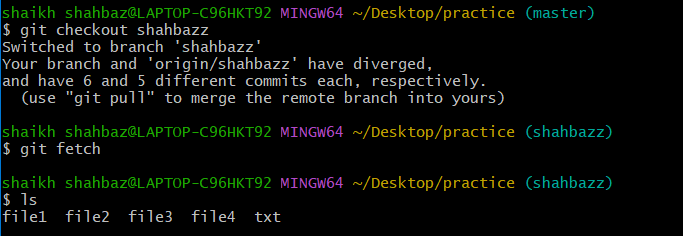 shaikh shahbaz@LAPTOP-C96HKT92 MINGW64 ~/Desktop/practice (master)
$ git checkout shahbazz
Switched to branch 'shahbazz'
Your branch and 'origin/shahbazz' have diverged,
and have 6 and 5 different commits each, respectively.
  (use "git pull" to merge the remote branch into yours)

shaikh shahbaz@LAPTOP-C96HKT92 MINGW64 ~/Desktop/practice (shahbazz)
$ git fetch

shaikh shahbaz@LAPTOP-C96HKT92 MINGW64 ~/Desktop/practice (shahbazz)
$ ls
file1  file2  file3  file4  txt